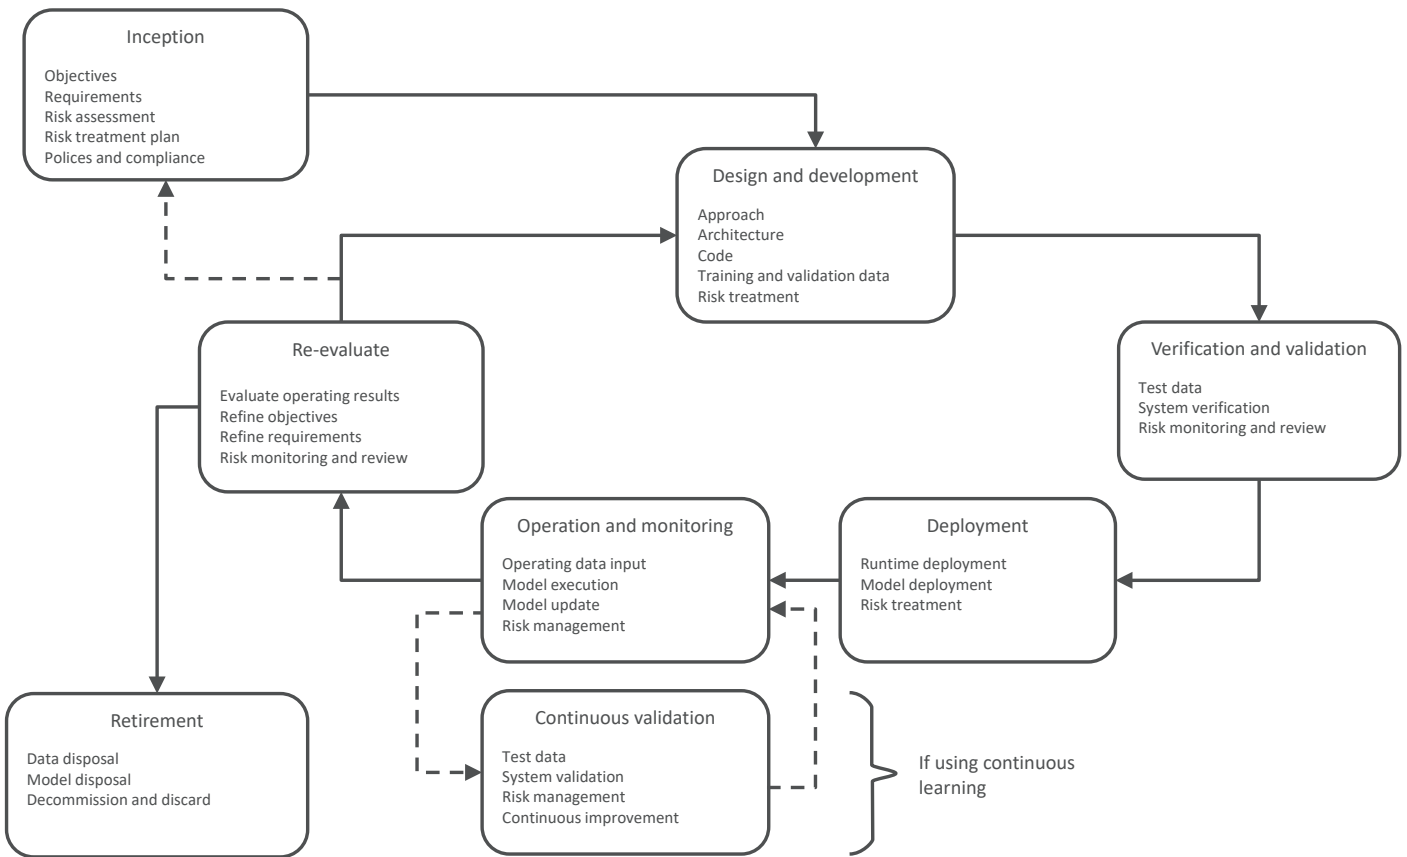 Inception
Objectives
Requirements
Risk assessment
Risk treatment plan
Polices and compliance
Design and development
Approach
Architecture
Code
Training and validation data
Risk treatment
Re-evaluate
Evaluate operating results
Refine objectives
Refine requirements
Risk monitoring and review
Verification and validation
Test data
System verification
Risk monitoring and review
Operation and monitoring
Operating data input
Model execution
Model update
Risk management
Deployment
Runtime deployment
Model deployment
Risk treatment
Retirement
Data disposal
Model disposal
Decommission and discard
Continuous validation
Test data
System validation
Risk management
Continuous improvement
If using continuous
learning